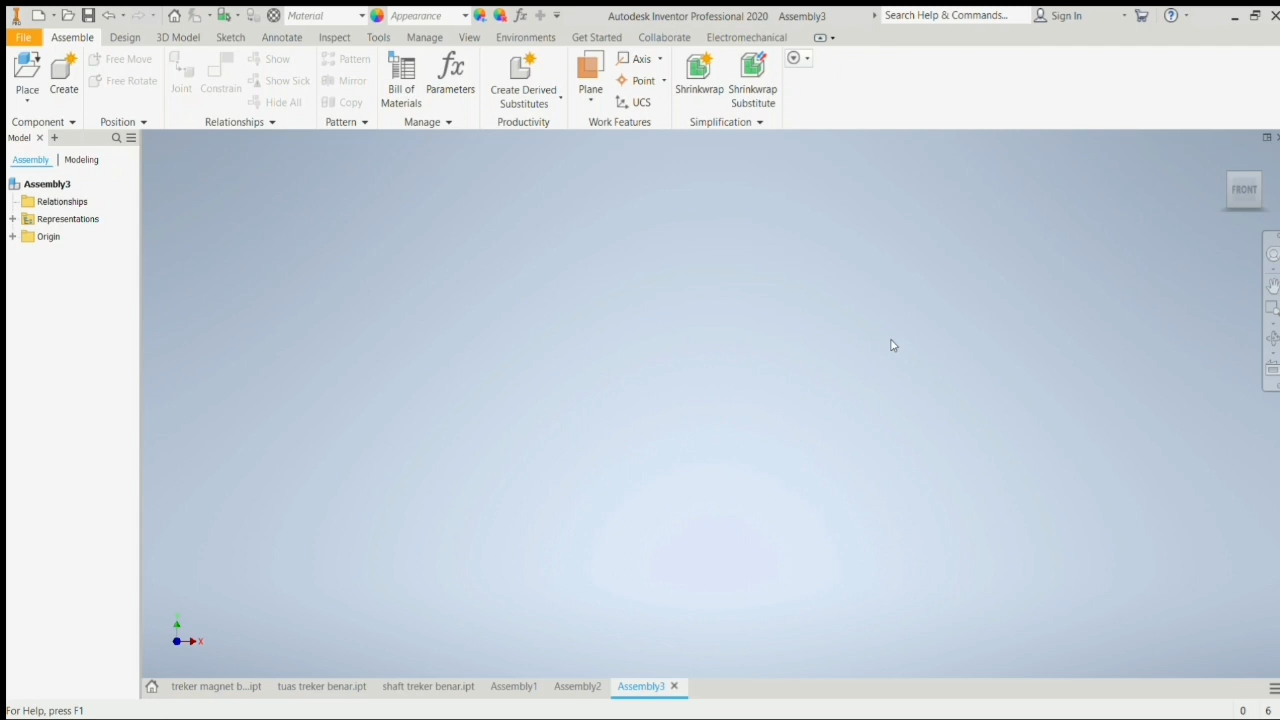 Material Appearance fx Autodesk Inventor Professional 2020 Assembly3 Search Help & Commands... Sign In
File Assemble Design 3D Model Sketch Annotate Inspect Tools Manage View Environments Get Started Collaborate Electromechanical
Place Create Free Move Free Rotate Joint Constrain Show Show Sick Hide All Pattern Mirror Copy Bill of Materials fx Parameters Create Derived Substitutes Plane Axis Point UCS Shrinkwrap Shrinkwrap Substitute
Component Position Relationships Pattern Manage Productivity Work Features Simplification
Model
Assembly | Modeling
Assembly3
Relationships
Representations
Origin
FRONT
X
treker magnet b...ipt tuas treker benar.ipt shaft treker benar.ipt Assembly1 Assembly2 Assembly3
For Help, press F1 0 6